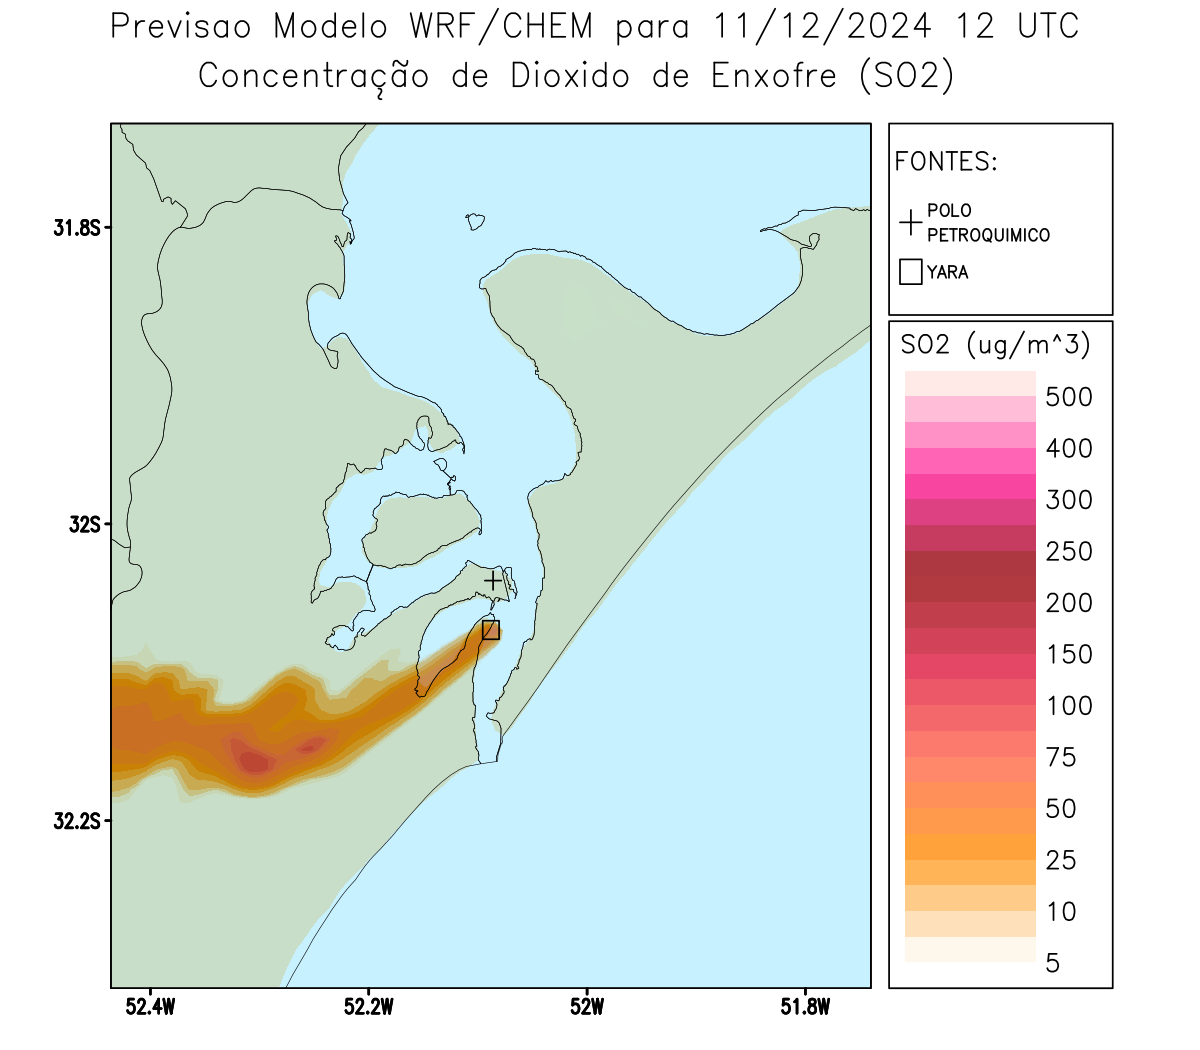 Previsao Modelo WRF/CHEM para 11/12/2024 12 UTC
Concentração de Dioxido de Enxofre (SO2)
FONTES:
POLO
PETROQUIMICO
YARA
SO2 (ug/m^3)
500
400
300
250
200
150
100
75
50
25
10
5
31.8S
32S
32.2S
52.4W
52.2W
52W
51.8W